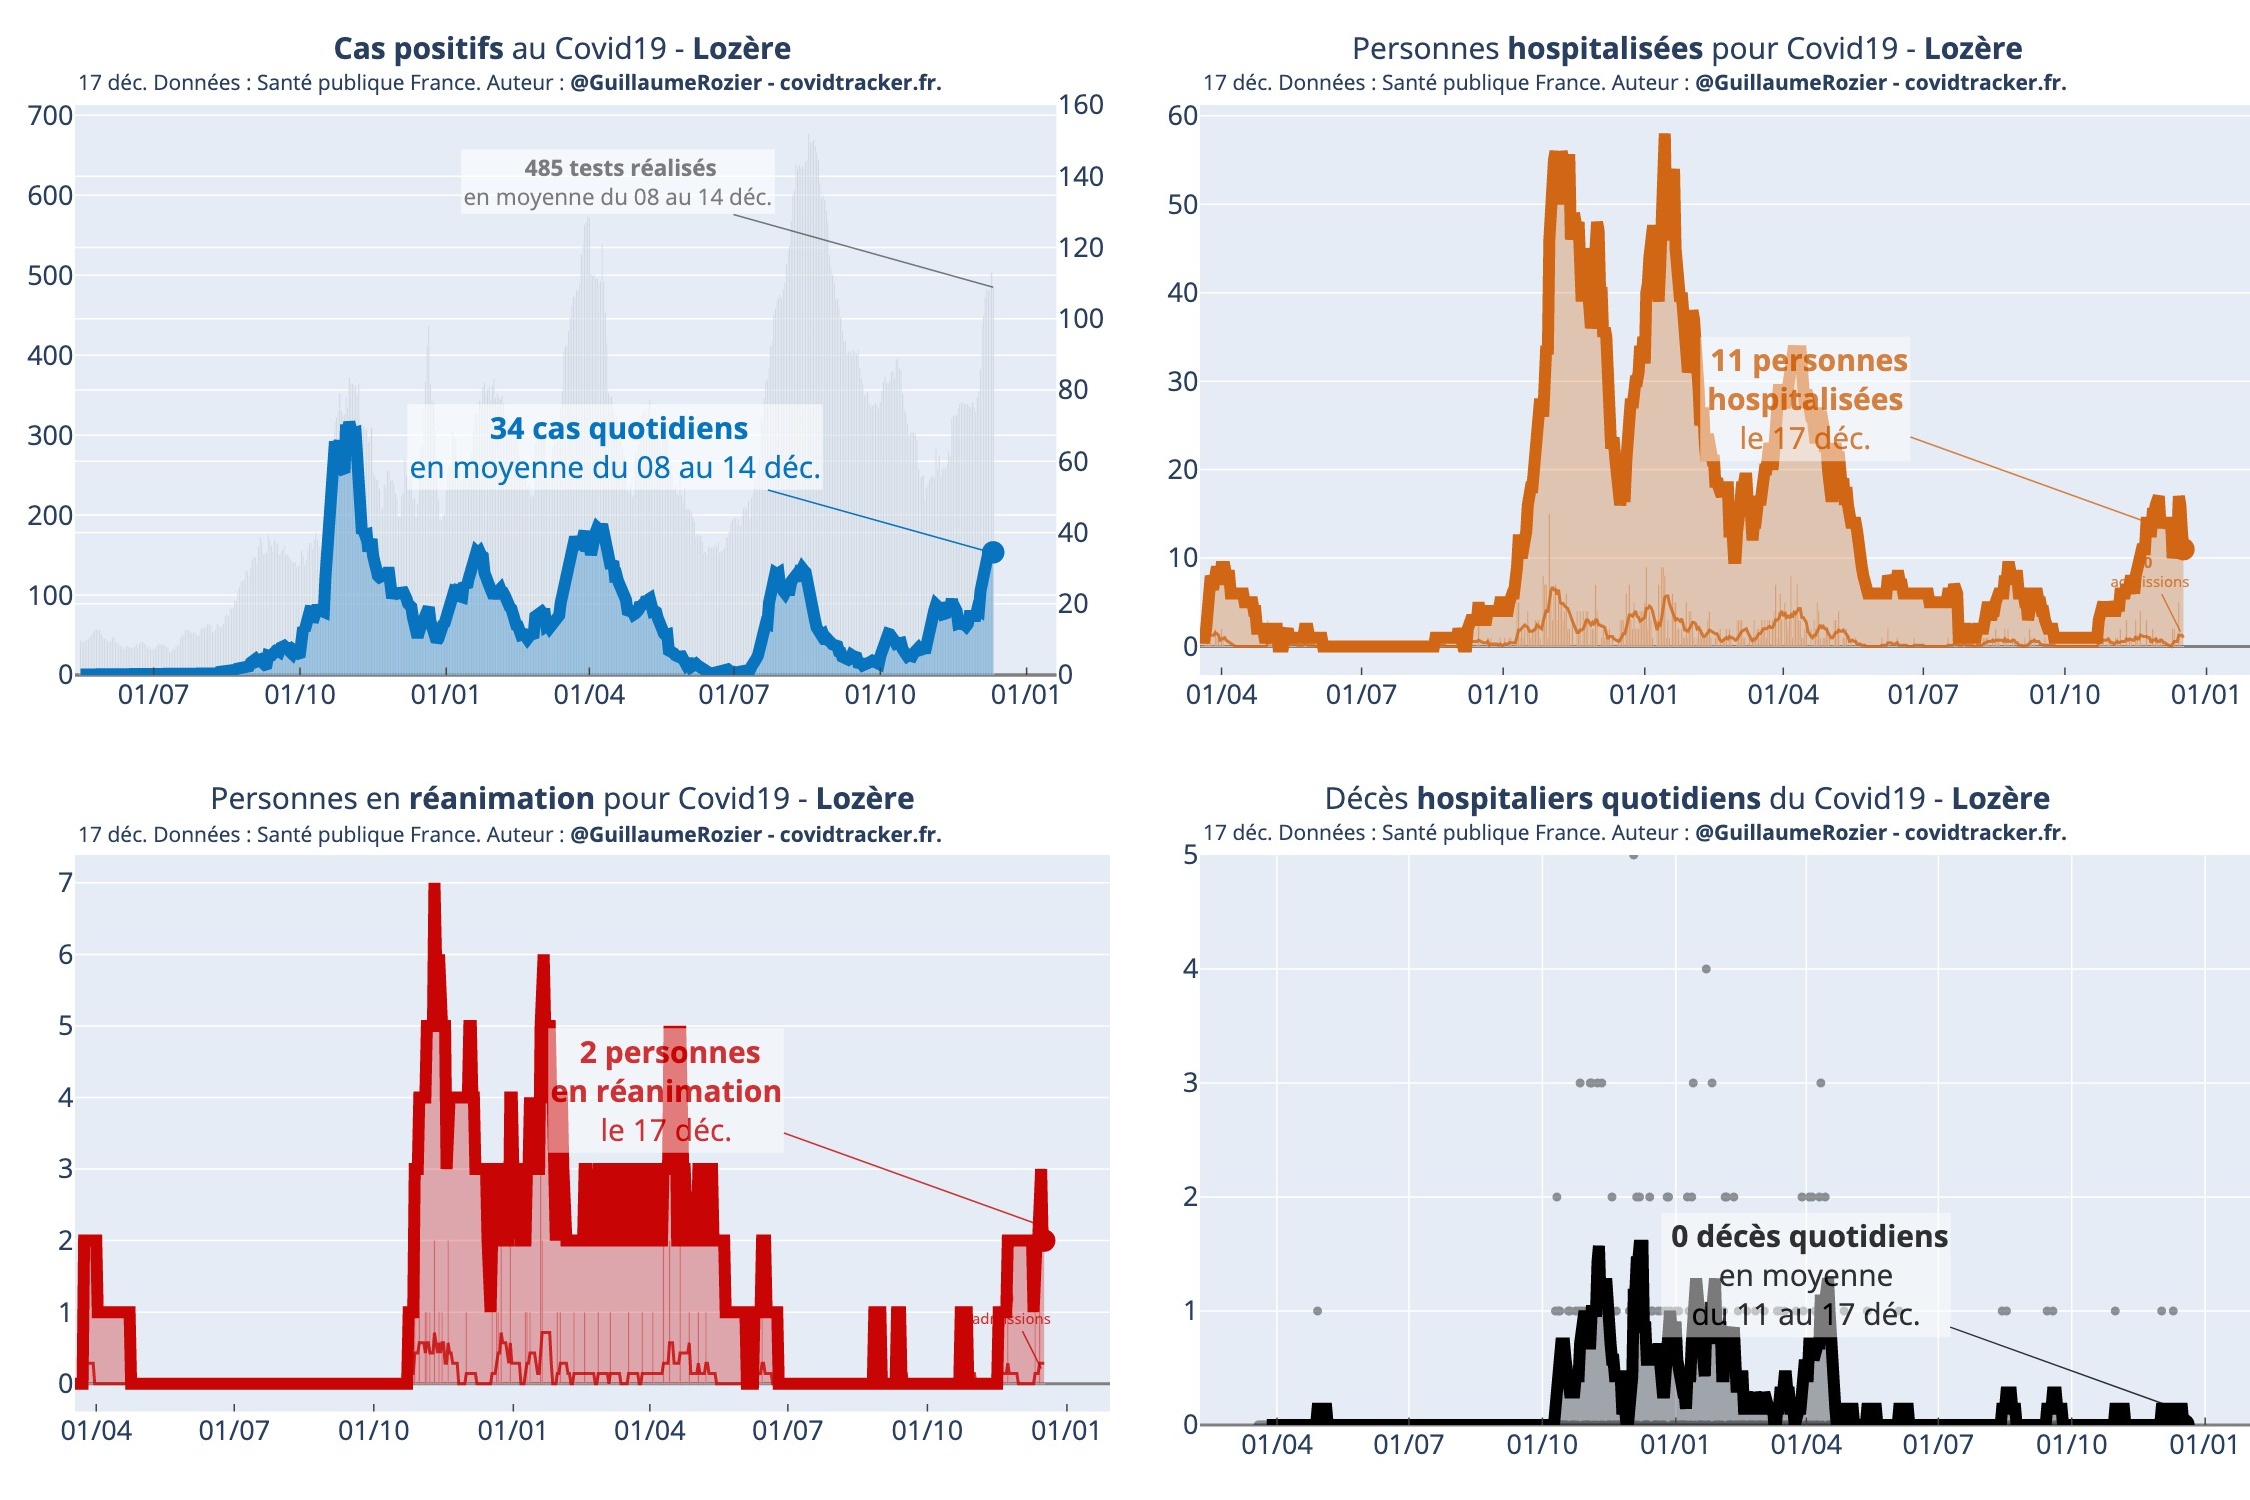 Cas positifs au Covid19 - Lozère
17 déc. Données : Santé publique France. Auteur : @GuillaumeRozier - covidtracker.fr.
700
600
500
400
300
200
100
0
160
140
120
100
80
60
40
20
0
485 tests réalisés
en moyenne du 08 au 14 déc.
34 cas quotidiens
en moyenne du 08 au 14 déc.
01/07 01/10 01/01 01/04 01/07 01/10 01/01
Personnes hospitalisées pour Covid19 - Lozère
17 déc. Données : Santé publique France. Auteur : @GuillaumeRozier - covidtracker.fr.
60
50
40
30
20
10
0
11 personnes
hospitalisées
le 17 déc.
0
admissions
01/04 01/07 01/10 01/01 01/04 01/07 01/10 01/01
Personnes en réanimation pour Covid19 - Lozère
17 déc. Données : Santé publique France. Auteur : @GuillaumeRozier - covidtracker.fr.
7
6
5
4
3
2
1
0
2 personnes
en réanimation
le 17 déc.
admissions
01/04 01/07 01/10 01/01 01/04 01/07 01/10 01/01
Décès hospitaliers quotidiens du Covid19 - Lozère
17 déc. Données : Santé publique France. Auteur : @GuillaumeRozier - covidtracker.fr.
5
4
3
2
1
0
0 décès quotidiens
en moyenne
du 11 au 17 déc.
01/04 01/07 01/10 01/01 01/04 01/07 01/10 01/01